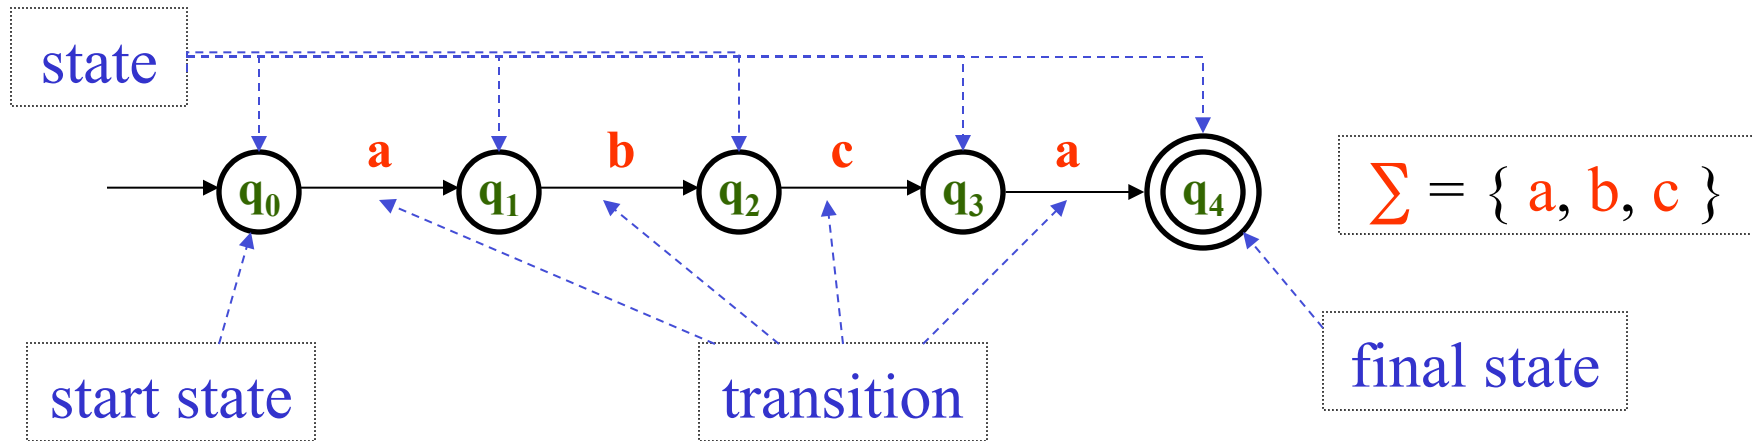 state
a b c a
q0 q1 q2 q3 q4
∑ = { a, b, c }
start state
transition
final state